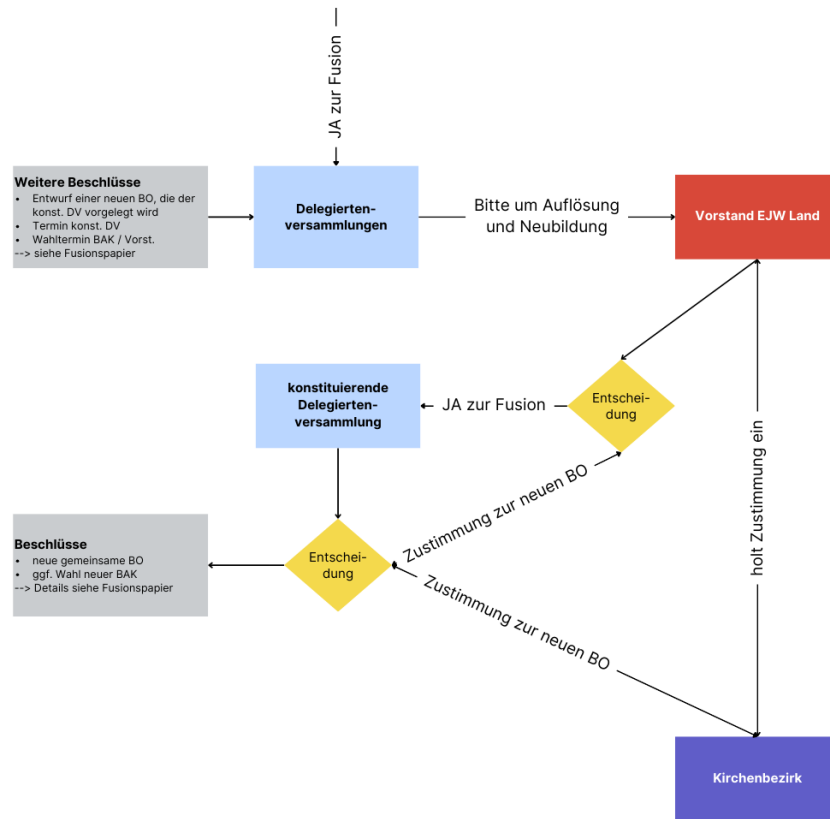 JA zur Fusion
Weitere Beschlüsse
• Entwurf einer neuen BO, die der
konst. DV vorgelegt wird
• Termin konst. DV
• Wahltermin BAK / Vorst.
--> siehe Fusionspapier
Delegierten-
versammlungen
Bitte um Auflösung
und Neubildung
Vorstand EJW Land
konstituierende
Delegierten-
versammlung
JA zur Fusion
Entschei-
dung
holt Zustimmung ein
Zustimmung zur neuen BO
Beschlüsse
• neue gemeinsame BO
• ggf. Wahl neuer BAK
--> Details siehe Fusionspapier
Entschei-
dung
Zustimmung zur neuen BO
Kirchenbezirk